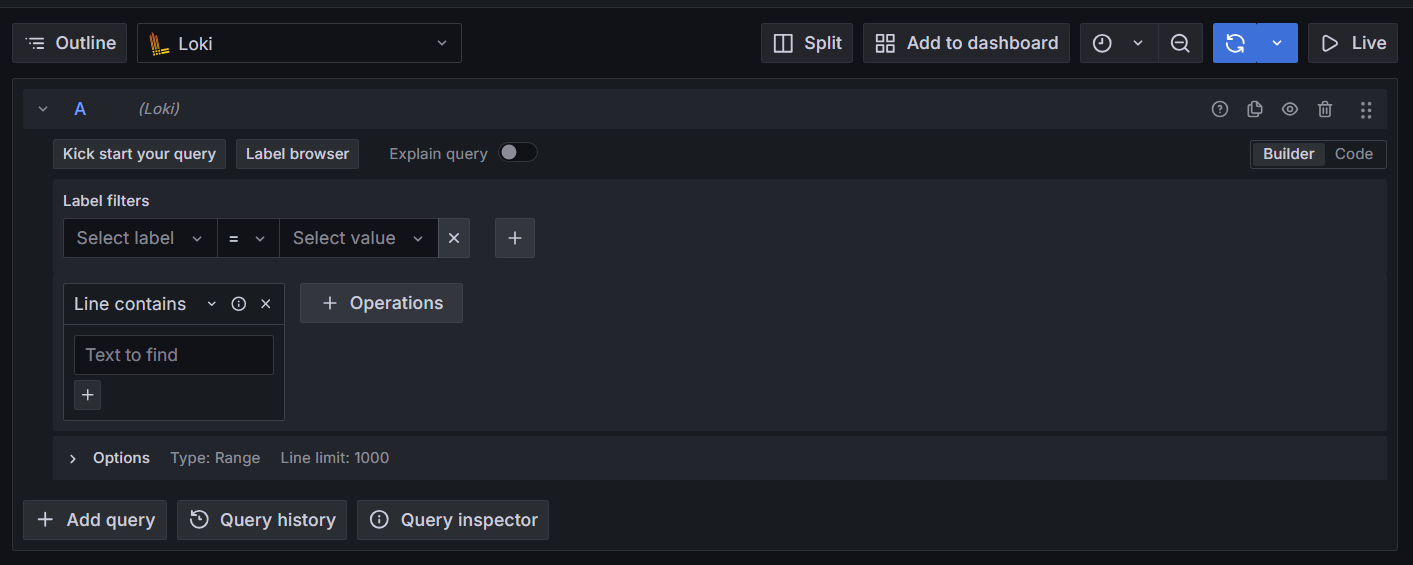 Outline Loki Split Add to dashboard Live
A (Loki)
Kick start your query Label browser Explain query Builder Code
Label filters
Select label = Select value
Line contains Operations
Text to find
Options Type: Range Line limit: 1000
Add query Query history Query inspector